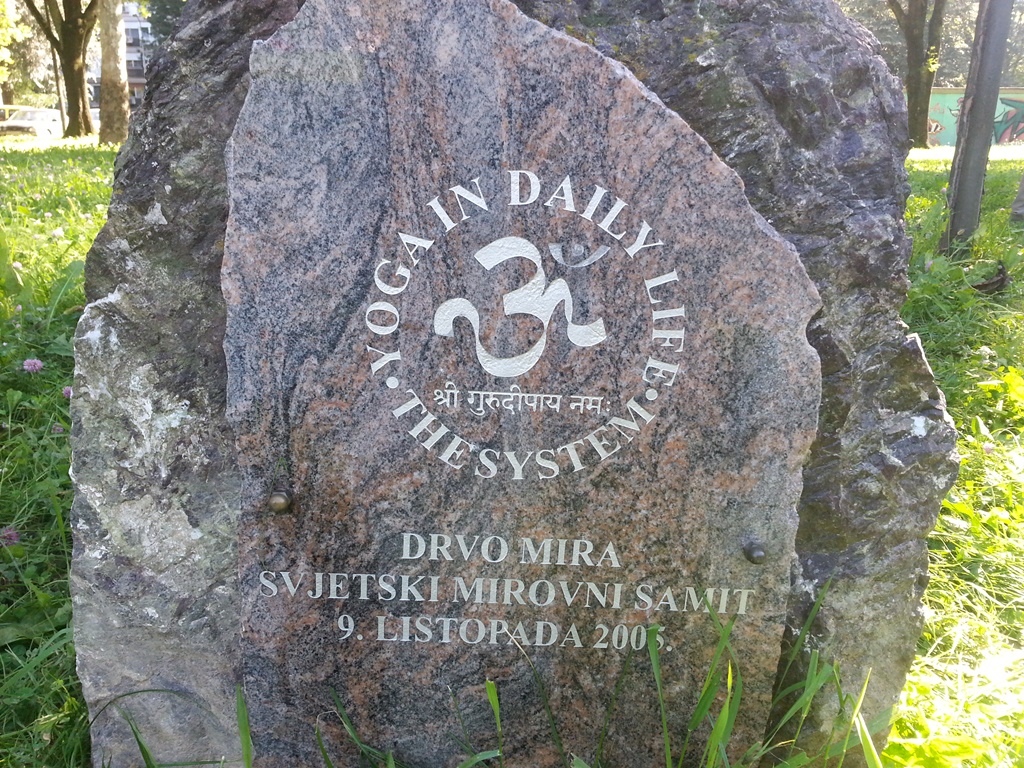 YOGA IN DAILY LIFE
• THE SYSTEM •
ॐ
श्री गुरुदीपाय नमः
DRVO MIRA
SVJETSKI MIROVNI SAMIT
9. LISTOPADA